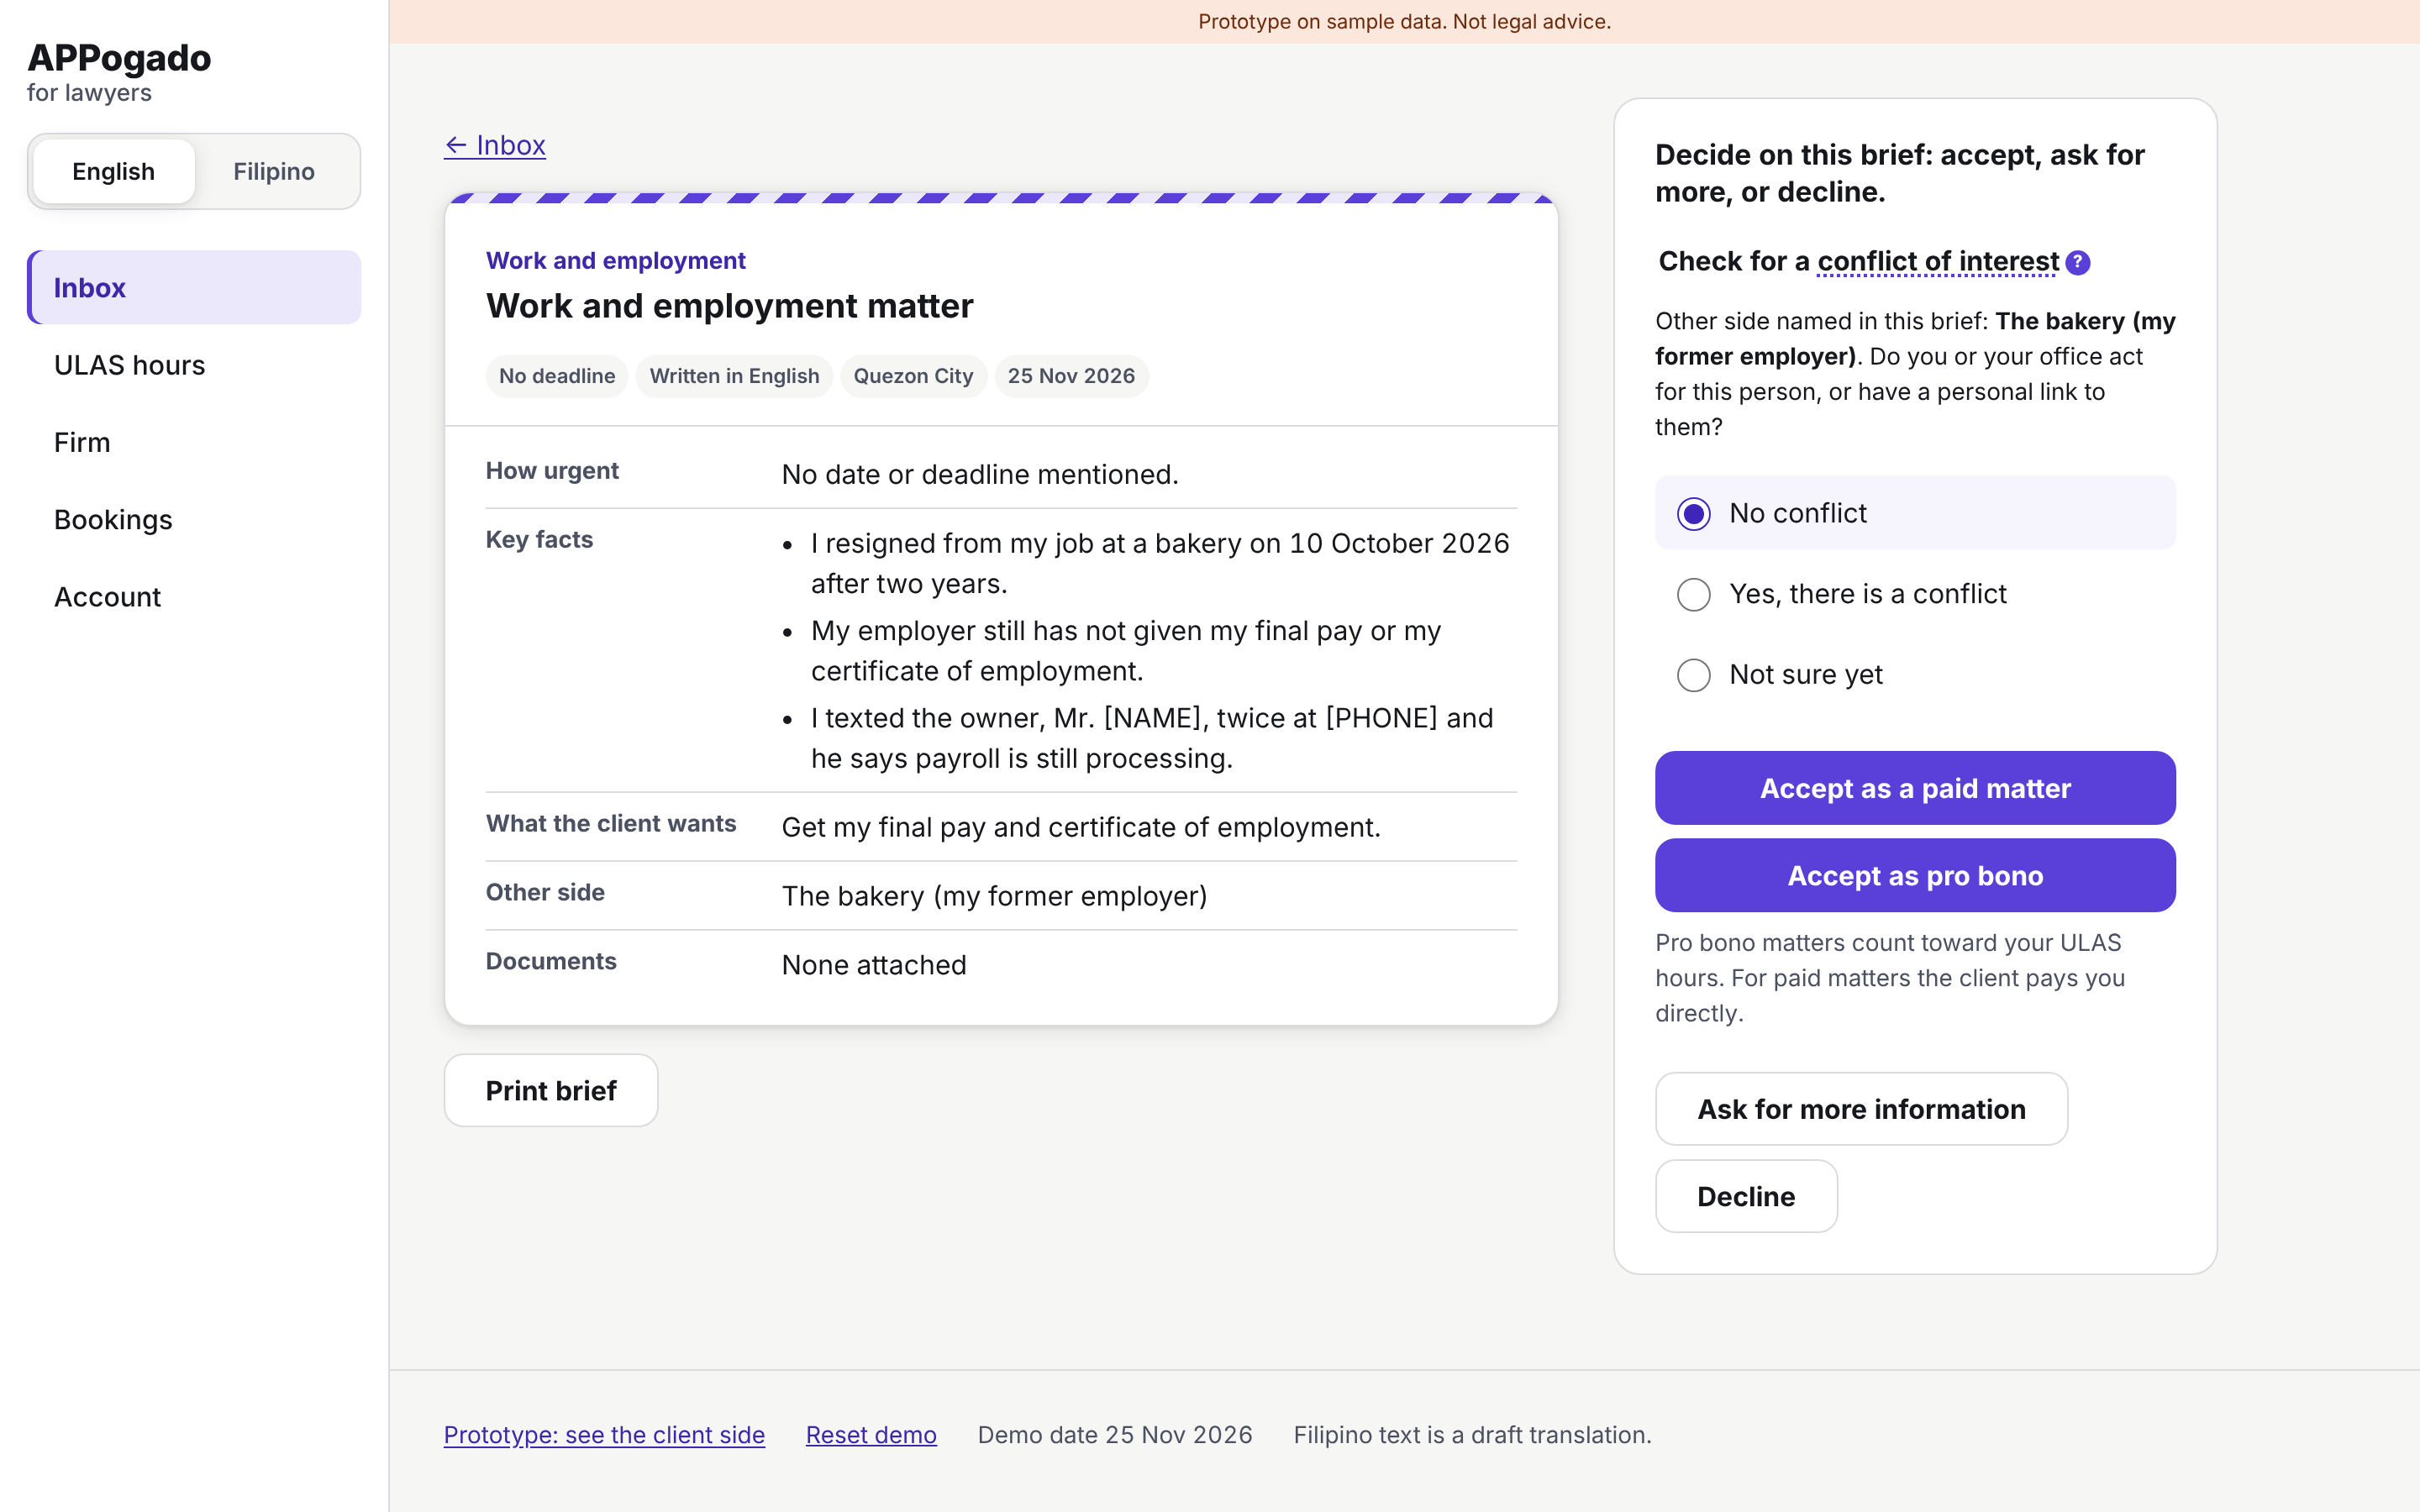 Prototype on sample data. Not legal advice.
APPogado
for lawyers
English
Filipino
Inbox
ULAS hours
Firm
Bookings
Account
← Inbox
Work and employment
Work and employment matter
No deadline
Written in English
Quezon City
25 Nov 2026
How urgent
No date or deadline mentioned.
Key facts
• I resigned from my job at a bakery on 10 October 2026
after two years.
• My employer still has not given my final pay or my
certificate of employment.
• I texted the owner, Mr. [NAME], twice at [PHONE] and
he says payroll is still processing.
What the client wants
Get my final pay and certificate of employment.
Other side
The bakery (my former employer)
Documents
None attached
Print brief
Decide on this brief: accept, ask for
more, or decline.
Check for a conflict of interest ?
Other side named in this brief: The bakery (my
former employer). Do you or your office act
for this person, or have a personal link to
them?
No conflict
Yes, there is a conflict
Not sure yet
Accept as a paid matter
Accept as pro bono
Pro bono matters count toward your ULAS
hours. For paid matters the client pays you
directly.
Ask for more information
Decline
Prototype: see the client side
Reset demo
Demo date 25 Nov 2026
Filipino text is a draft translation.